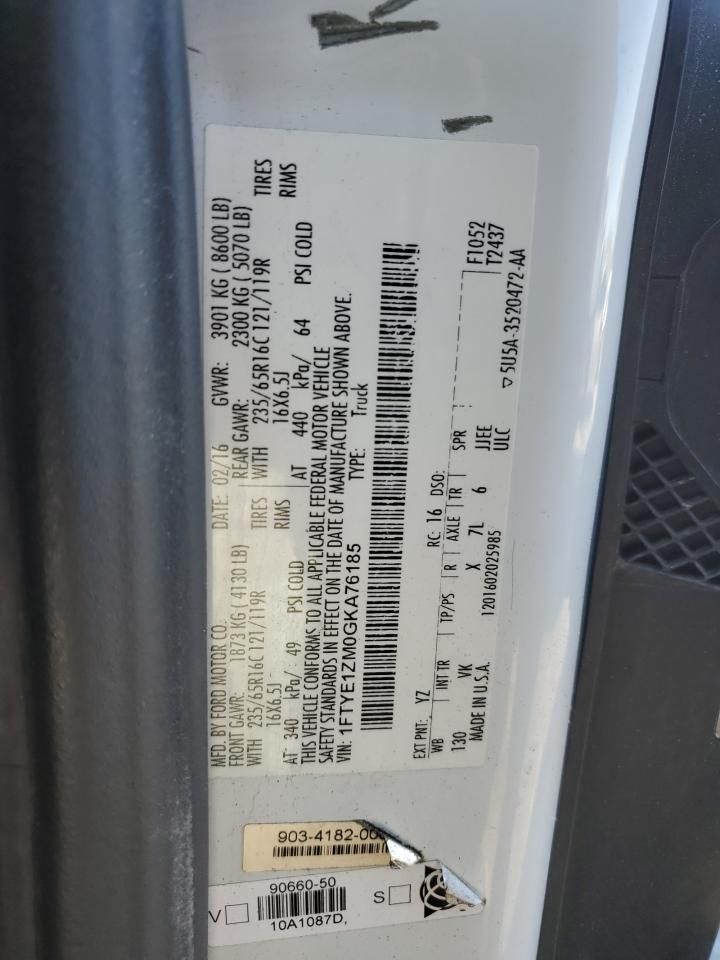 MFD. BY FORD MOTOR CO.
DATE: 02/16 GVWR: 3901 KG ( 8600 LB)
FRONT GAWR: 1873 KG ( 4130 LB)
REAR GAWR: 2300 KG ( 5070 LB)
WITH 235/65R16C 121/119R TIRES
WITH 235/65R16C 121/119R TIRES
16X6.5J RIMS
16X6.5J RIMS
AT 340 kPa/ 49 PSI COLD
AT 440 kPa/ 64 PSI COLD
THIS VEHICLE CONFORMS TO ALL APPLICABLE FEDERAL MOTOR VEHICLE
SAFETY STANDARDS IN EFFECT ON THE DATE OF MANUFACTURE SHOWN ABOVE.
VIN: 1FTYE1ZM0GKA76185 TYPE: Truck
EXT PNT: YZ RC: 16 DSO: F1052
T2437
WB INT TR TP/PS R AXLE TR SPR
130 VK X 7L 6 JJEE
ULC
MADE IN U.S.A. 1201602025985
▽5U5A-3520472-AA
903-4182-00
90660-50
V S
10A1087D,